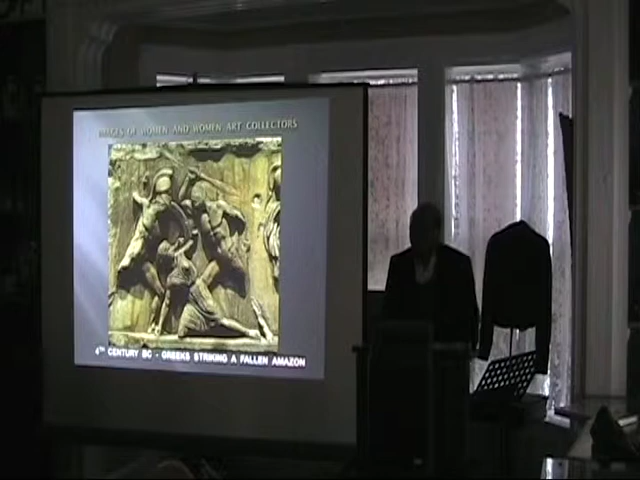 IMAGES OF WOMEN AND WOMEN ART COLLECTORS
4TH CENTURY BC - GREEKS STRIKING A FALLEN AMAZON